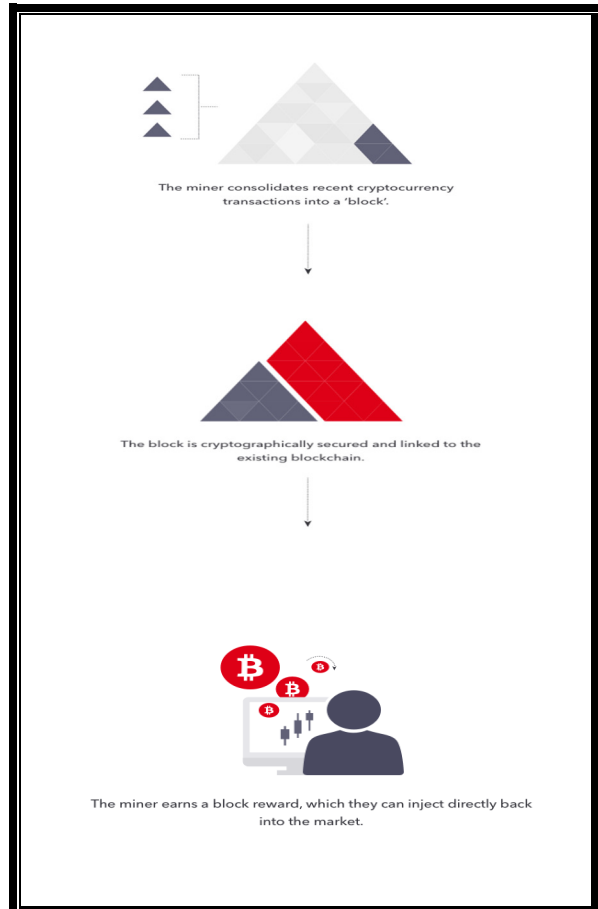 The miner consolidates recent cryptocurrency
transactions into a ‘block’.
The block is cryptographically secured and linked to the
existing blockchain.
The miner earns a block reward, which they can inject directly back
into the market.